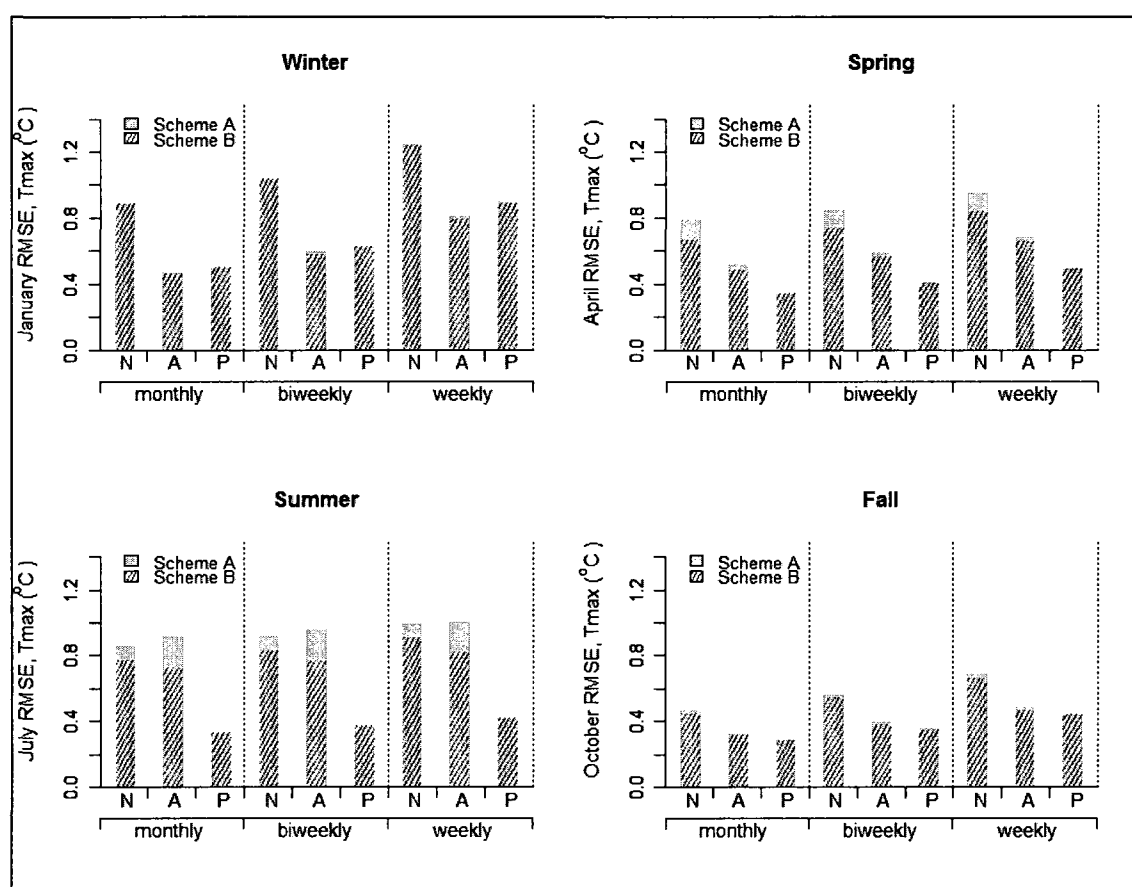 Winter
Scheme A
Scheme B
January RMSE, Tmax (°C)
0.0 0.4 0.8 1.2
N A P N A P N A P
monthly biweekly weekly
Spring
Scheme A
Scheme B
April RMSE, Tmax (°C)
0.0 0.4 0.8 1.2
N A P N A P N A P
monthly biweekly weekly
Summer
Scheme A
Scheme B
July RMSE, Tmax (°C)
0.0 0.4 0.8 1.2
N A P N A P N A P
monthly biweekly weekly
Fall
Scheme A
Scheme B
October RMSE, Tmax (°C)
0.0 0.4 0.8 1.2
N A P N A P N A P
monthly biweekly weekly